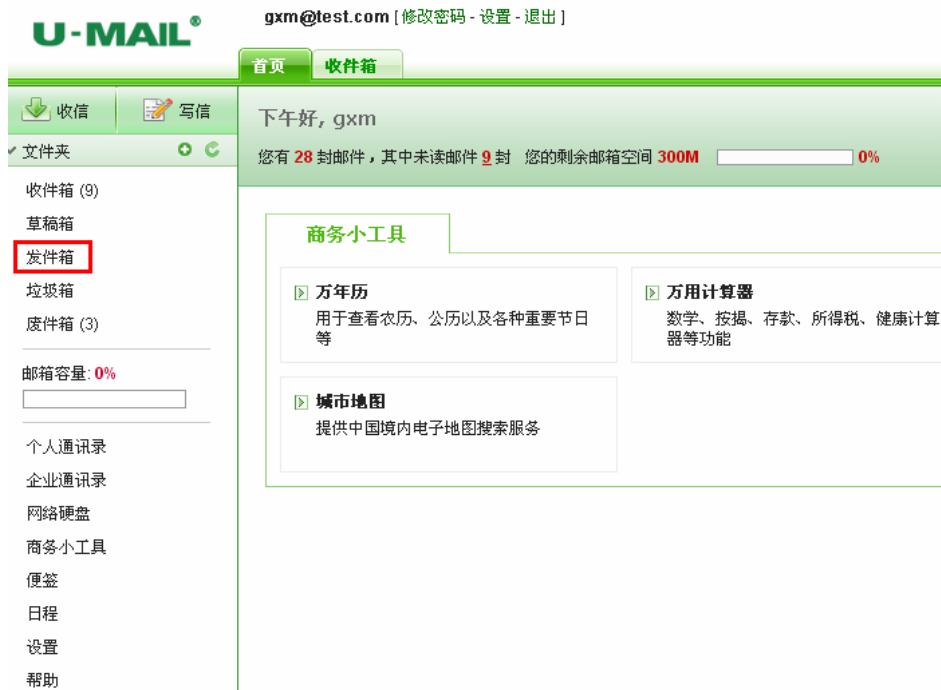 U-MAIL®
gxm@test.com [修改密码 - 设置 - 退出 ]
首页 收件箱
收信 写信
文件夹
收件箱 (9)
草稿箱
发件箱
垃圾箱
废件箱 (3)
邮箱容量: 0%
个人通讯录
企业通讯录
网络硬盘
商务小工具
便签
日程
设置
帮助
下午好, gxm
您有 28 封邮件，其中未读邮件 9 封 您的剩余邮箱空间 300M 0%
商务小工具
万年历
用于查看农历、公历以及各种重要节日
等
万用计算器
数学、按揭、存款、所得税、健康计算
器等功能
城市地图
提供中国境内电子地图搜索服务